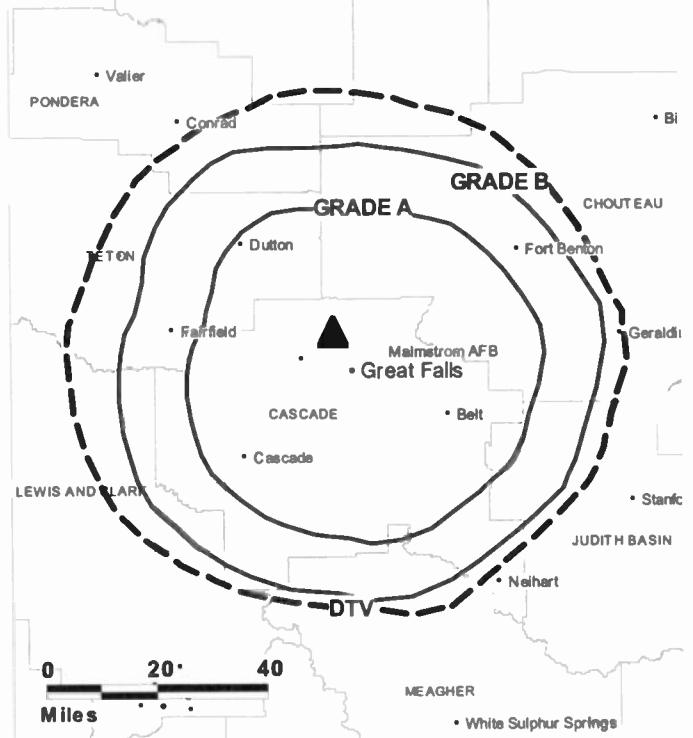 Valier
PONDERA
Conrad
Bi
GRADE B
CHOUTEAU
GRADE A
Dutton
Fort Benton
TETON
Fairfield
Geraldi
Malmstrom AFB
Great Falls
CASCADE
Belt
Cascade
LEWIS AND CLARK
Stanfo
JUDITH BASIN
Neihart
DTV
0 20 40
Miles
MEAGHER
White Sulphur Springs